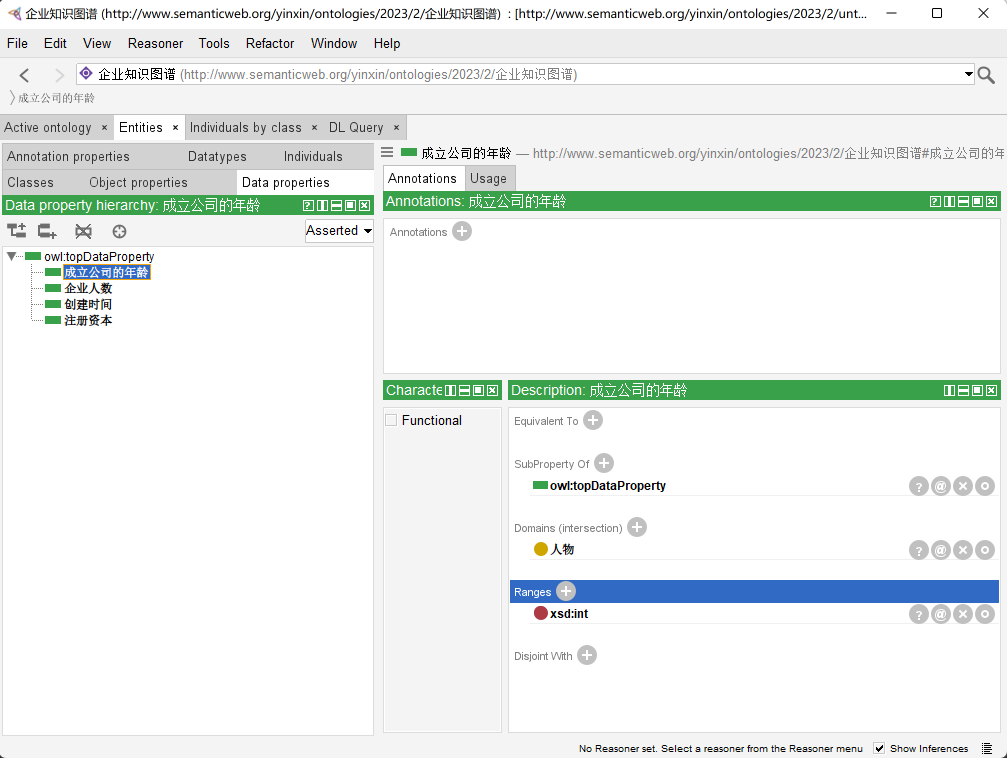 企业知识图谱 (http://www.semanticweb.org/yinxin/ontologies/2023/2/企业知识图谱) : [http://www.semanticweb.org/yinxin/ontologies/2023/2/unt...
File Edit View Reasoner Tools Refactor Window Help
企业知识图谱 (http://www.semanticweb.org/yinxin/ontologies/2023/2/企业知识图谱)
成立公司的年龄
Active ontology × Entities × Individuals by class × DL Query ×
Annotation properties Datatypes Individuals
Classes Object properties Data properties
Data property hierarchy: 成立公司的年龄
Asserted
owl:topDataProperty
成立公司的年龄
企业人数
创建时间
注册资本
成立公司的年龄 — http://www.semanticweb.org/yinxin/ontologies/2023/2/企业知识图谱#成立公司的年
Annotations Usage
Annotations: 成立公司的年龄
Annotations
Characte
Functional
Description: 成立公司的年龄
Equivalent To
SubProperty Of
owl:topDataProperty
Domains (intersection)
人物
Ranges
xsd:int
Disjoint With
No Reasoner set. Select a reasoner from the Reasoner menu Show Inferences